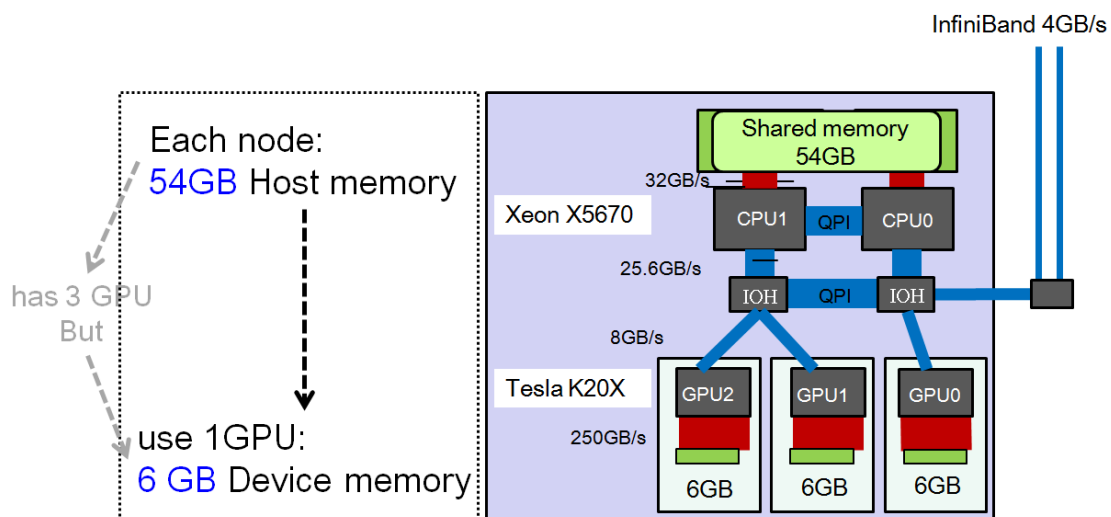 InfiniBand 4GB/s
Each node:
54GB Host memory
has 3 GPU
But
use 1GPU:
6 GB Device memory
Shared memory
54GB
32GB/s
Xeon X5670
CPU1
QPI
CPU0
25.6GB/s
IOH
QPI
IOH
8GB/s
Tesla K20X
GPU2
GPU1
GPU0
250GB/s
6GB
6GB
6GB